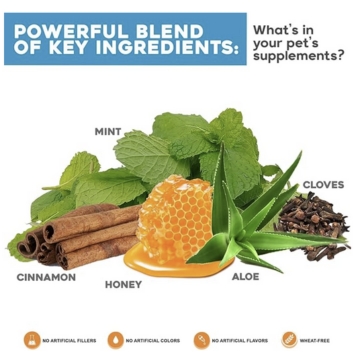 POWERFUL BLEND
OF KEY INGREDIENTS:
What's in
your pet's
supplements?
MINT
CLOVES
CINNAMON
HONEY
ALOE
NO ARTIFICIAL FILLERS
NO ARTIFICIAL COLORS
NO ARTIFICIAL FLAVORS
WHEAT-FREE